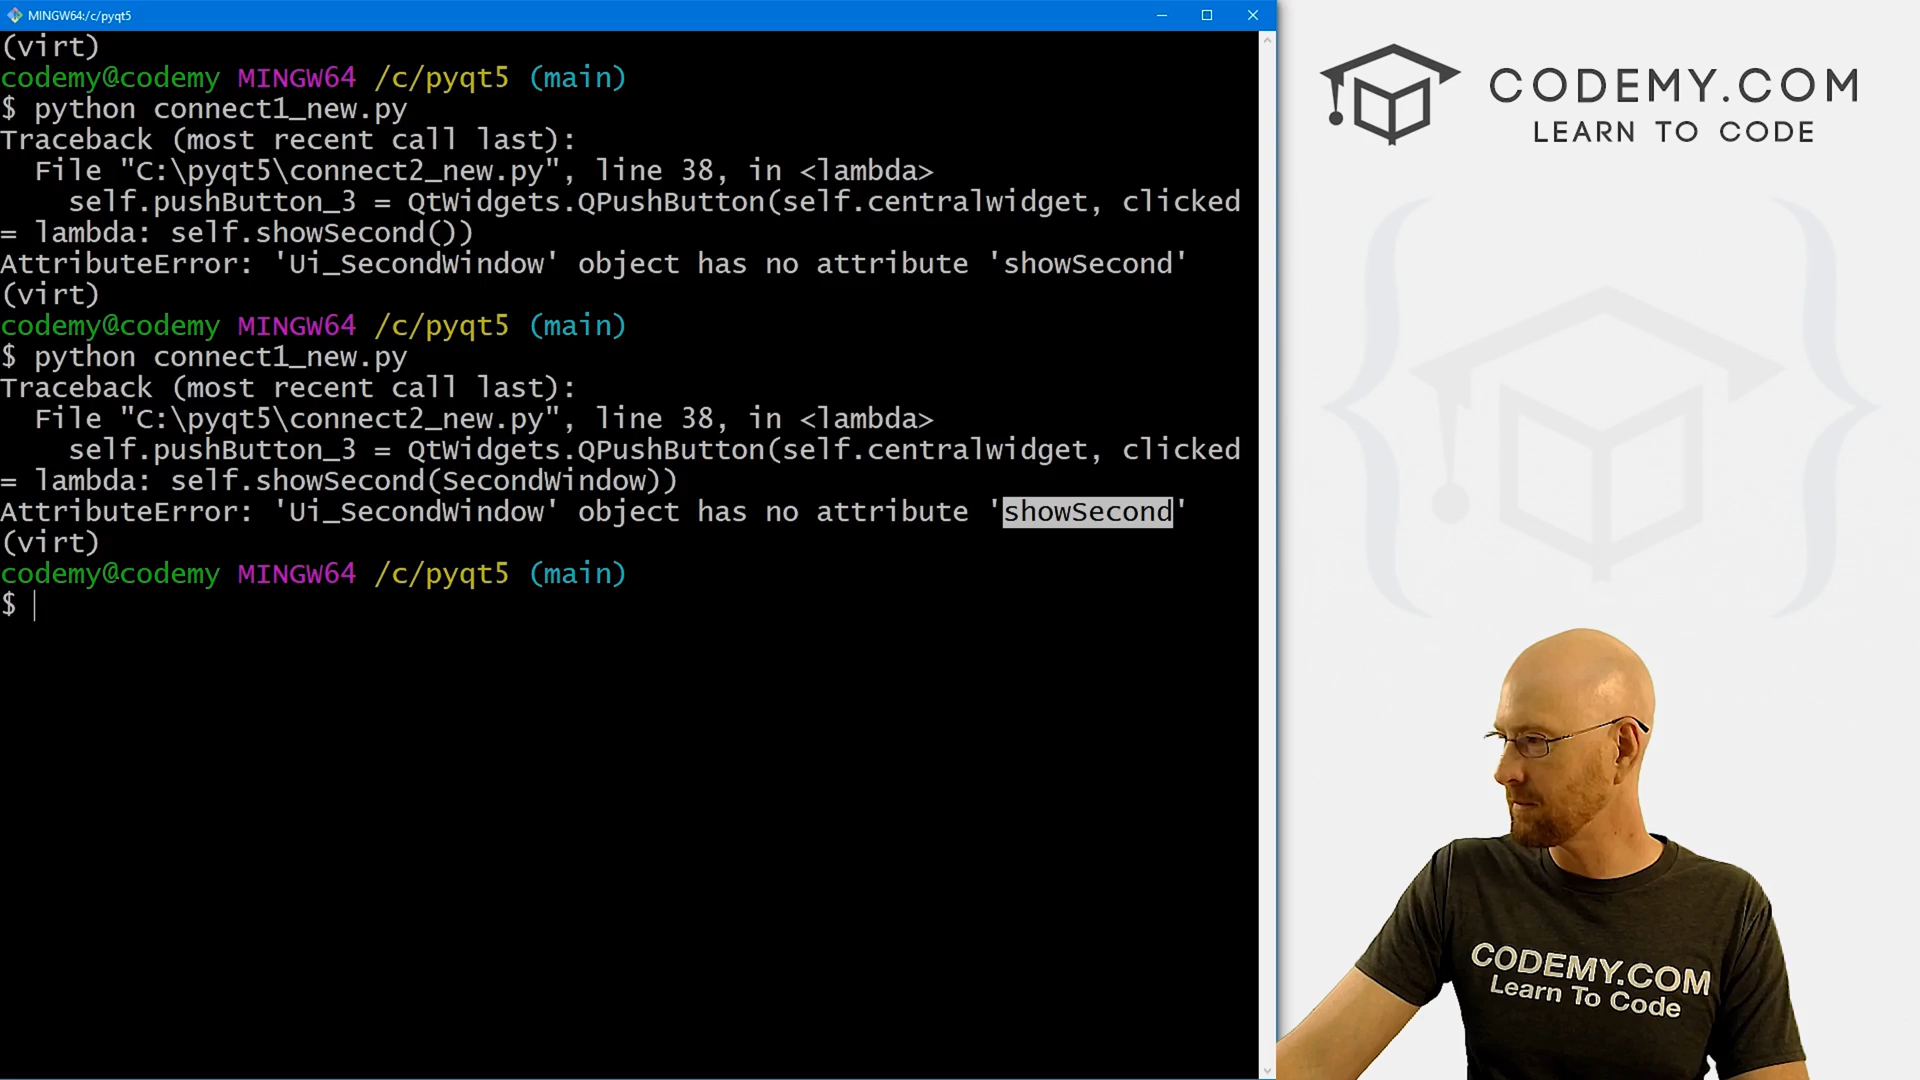 MINGW64:/c/pyqt5
(virt)
codemy@codemy MINGW64 /c/pyqt5 (main)
$ python connect1_new.py
Traceback (most recent call last):
  File "C:\pyqt5\connect2_new.py", line 38, in <lambda>
    self.pushButton_3 = QtWidgets.QPushButton(self.centralwidget, clicked
= lambda: self.showSecond())
AttributeError: 'Ui_SecondWindow' object has no attribute 'showSecond'
(virt)
codemy@codemy MINGW64 /c/pyqt5 (main)
$ python connect1_new.py
Traceback (most recent call last):
  File "C:\pyqt5\connect2_new.py", line 38, in <lambda>
    self.pushButton_3 = QtWidgets.QPushButton(self.centralwidget, clicked
= lambda: self.showSecond(SecondWindow))
AttributeError: 'Ui_SecondWindow' object has no attribute 'showSecond'
(virt)
codemy@codemy MINGW64 /c/pyqt5 (main)
$
CODEMY.COM
LEARN TO CODE
CODEMY.COM
Learn To Code